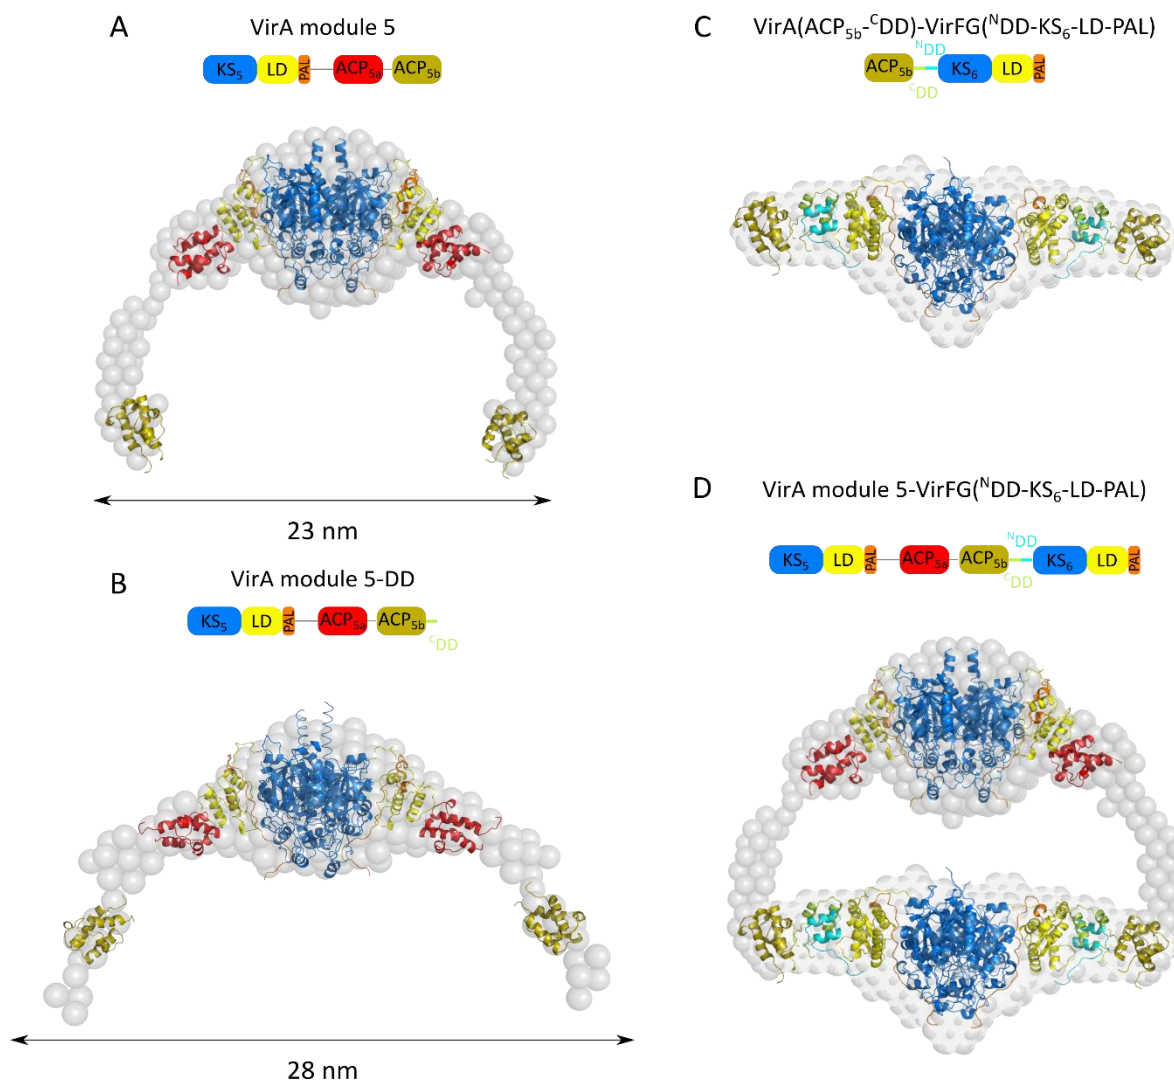 A
VirA module 5
KS5 LD PAL ACP5a ACP5b
23 nm
B
VirA module 5-DD
KS5 LD PAL ACP5a ACP5b
CDD
28 nm
C
VirA(ACP5b-CDD)-VirFG(NDD-KS6-LD-PAL)
NDD
ACP5b KS6 LD PAL
CDD
D
VirA module 5-VirFG(NDD-KS6-LD-PAL)
NDD
KS5 LD PAL ACP5a ACP5b KS6 LD PAL
CDD